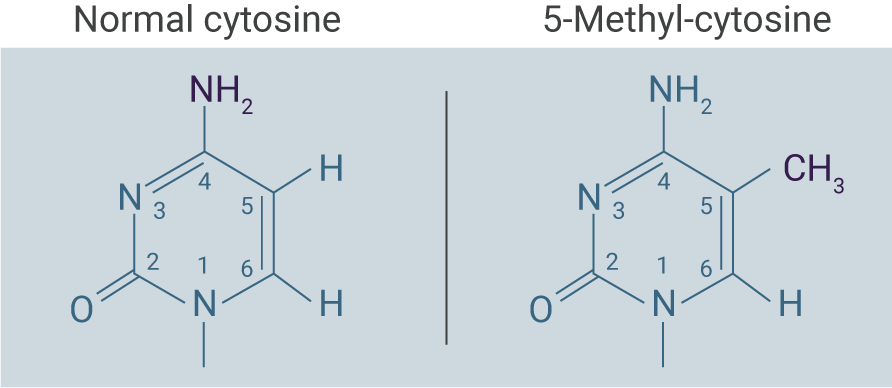 Normal cytosine
NH₂
H
N
3
4
5
2
1
6
O
N
H
5-Methyl-cytosine
NH₂
CH₃
N
3
4
5
2
1
6
O
N
H